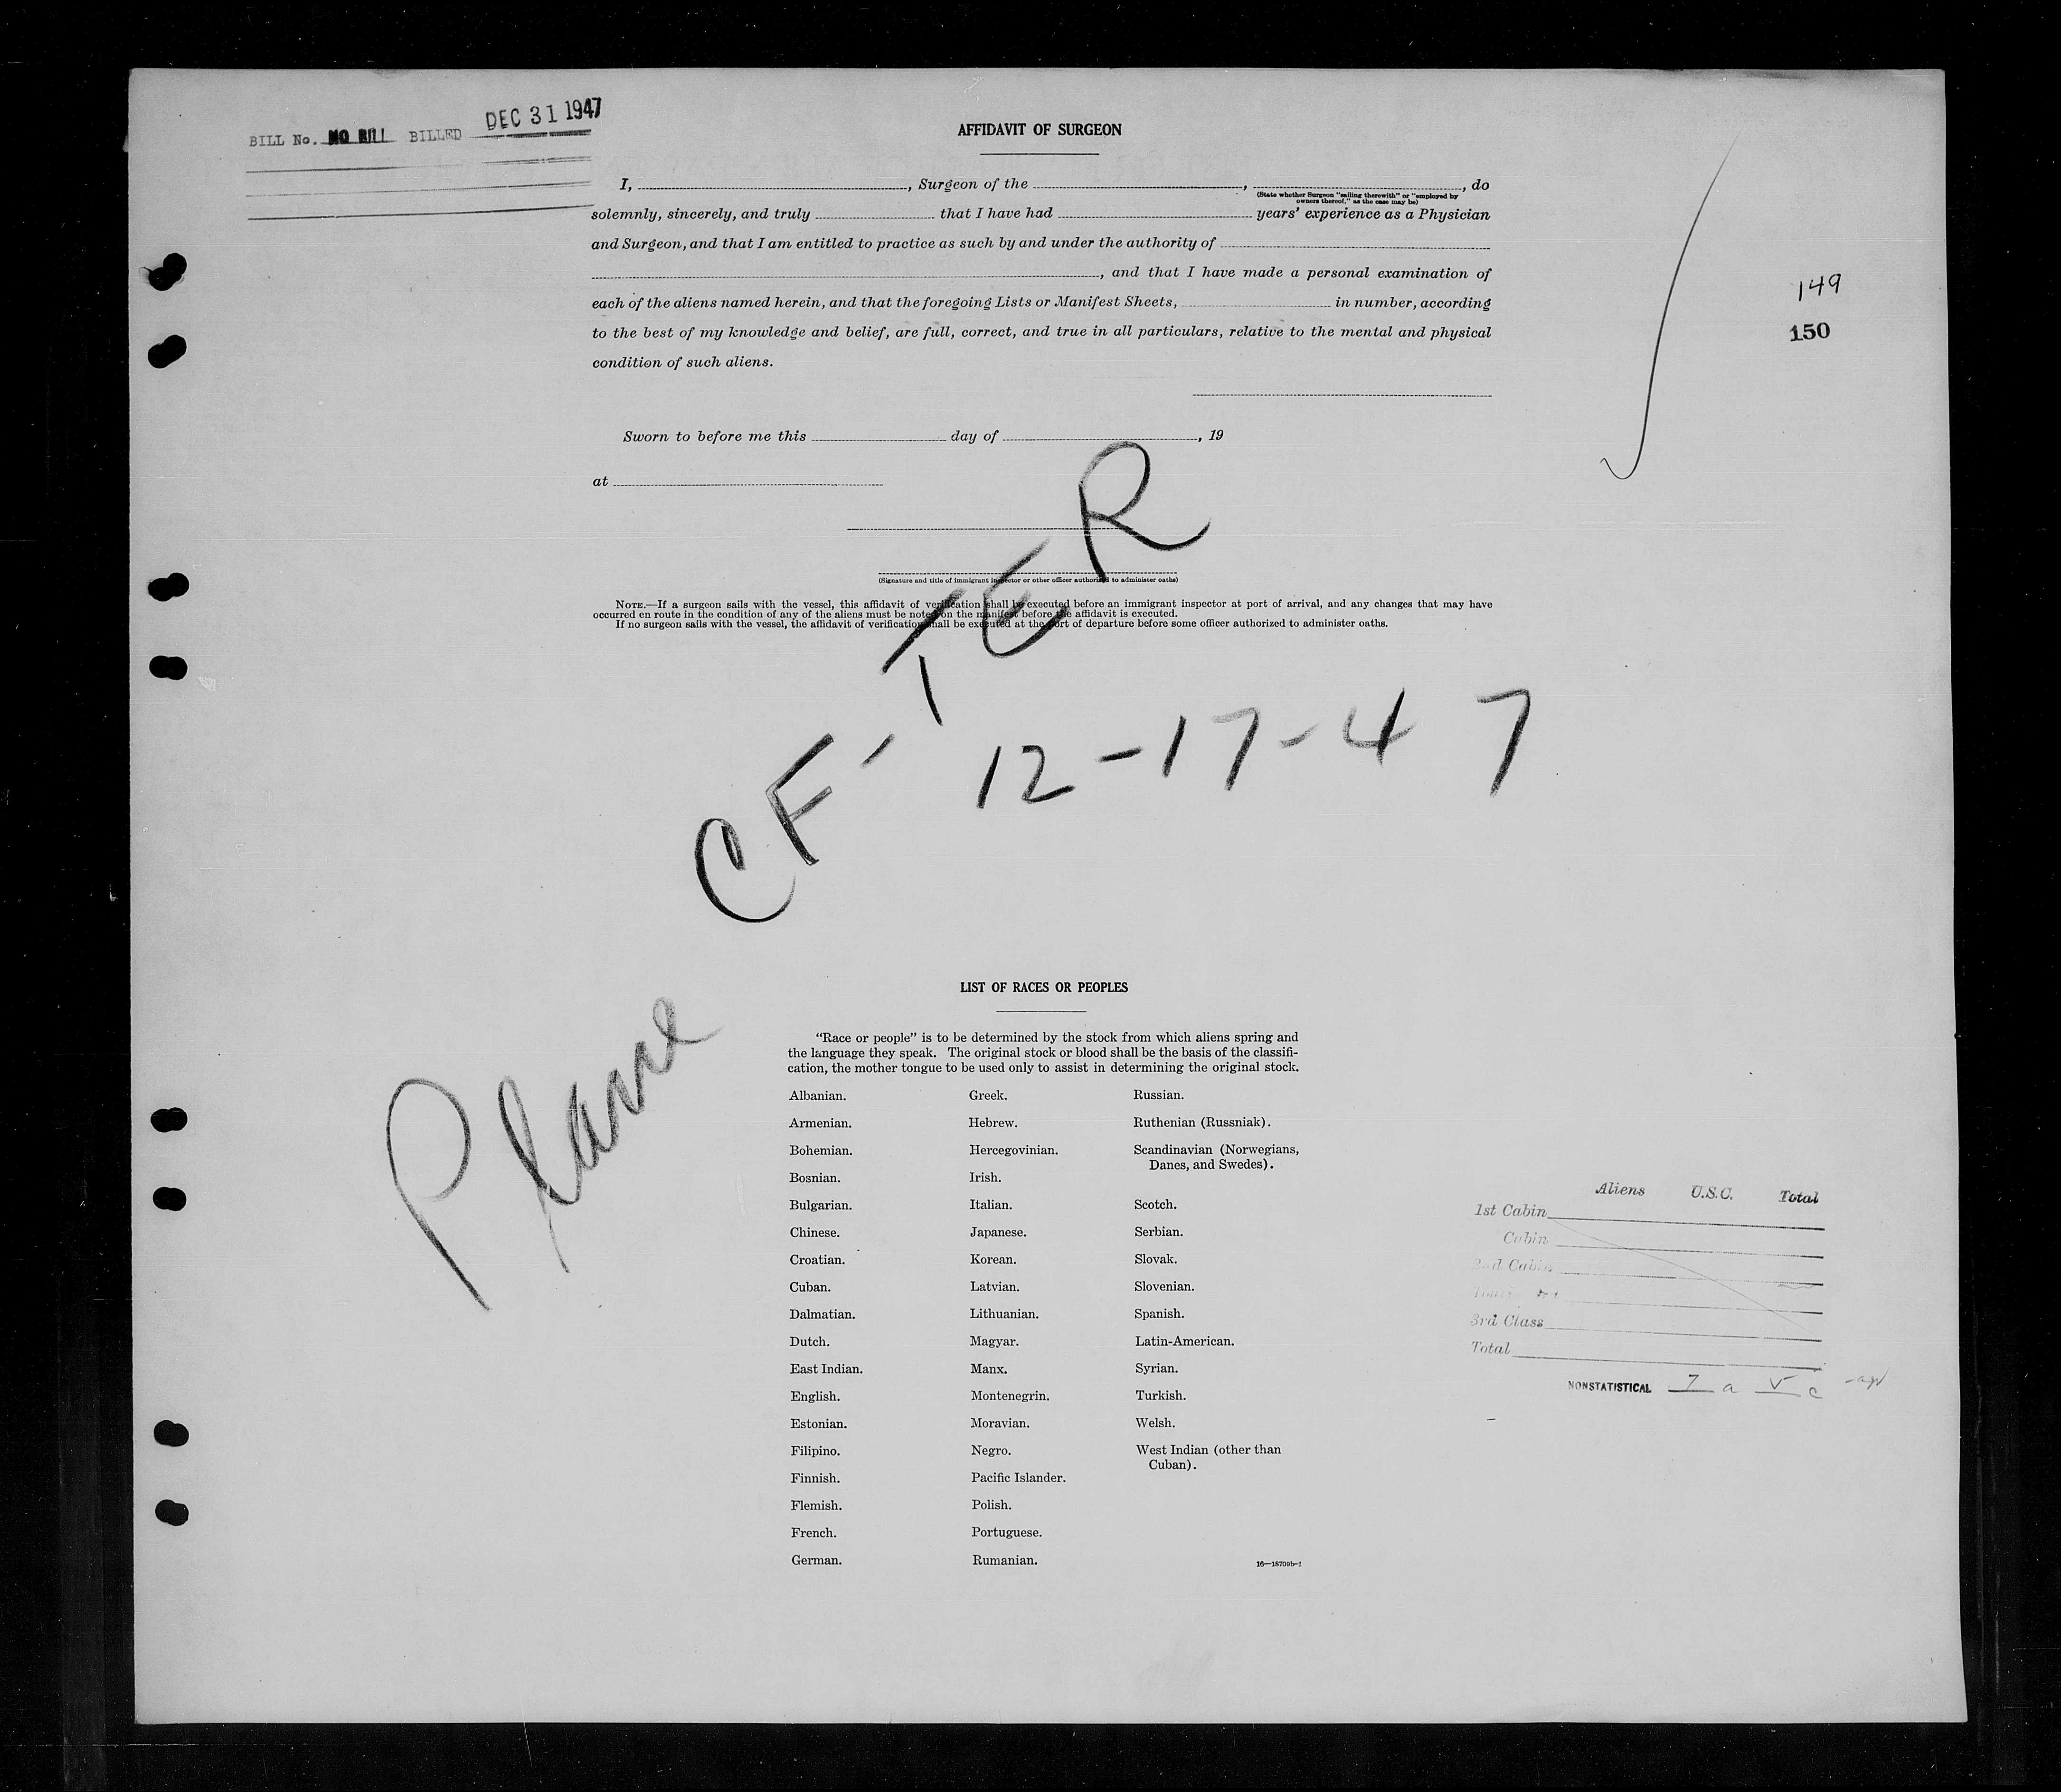 BILL No. NO BILL BILLED DEC 31 1947
AFFIDAVIT OF SURGEON
I, , Surgeon of the , , do
(State whether Surgeon "sailing therewith" or "employed by
owners thereof," as the case may be)
solemnly, sincerely, and truly that I have had years' experience as a Physician
and Surgeon, and that I am entitled to practice as such by and under the authority of
, and that I have made a personal examination of
each of the aliens named herein, and that the foregoing Lists or Manifest Sheets, in number, according
to the best of my knowledge and belief, are full, correct, and true in all particulars, relative to the mental and physical
condition of such aliens.
149
150
Sworn to before me this day of , 19
at
(Signature and title of immigrant inspector or other officer authorized to administer oaths)
NOTE.—If a surgeon sails with the vessel, this affidavit of verification shall be executed before an immigrant inspector at port of arrival, and any changes that may have
occurred en route in the condition of any of the aliens must be noted on the manifest before the affidavit is executed.
If no surgeon sails with the vessel, the affidavit of verification shall be executed at the port of departure before some officer authorized to administer oaths.
Plane CF-TER
12-17-47
LIST OF RACES OR PEOPLES
"Race or people" is to be determined by the stock from which aliens spring and
the language they speak. The original stock or blood shall be the basis of the classifi-
cation, the mother tongue to be used only to assist in determining the original stock.
Albanian.
Armenian.
Bohemian.
Bosnian.
Bulgarian.
Chinese.
Croatian.
Cuban.
Dalmatian.
Dutch.
East Indian.
English.
Estonian.
Filipino.
Finnish.
Flemish.
French.
German.
Greek.
Hebrew.
Hercegovinian.
Irish.
Italian.
Japanese.
Korean.
Latvian.
Lithuanian.
Magyar.
Manx.
Montenegrin.
Moravian.
Negro.
Pacific Islander.
Polish.
Portuguese.
Rumanian.
Russian.
Ruthenian (Russniak).
Scandinavian (Norwegians,
Danes, and Swedes).
Scotch.
Serbian.
Slovak.
Slovenian.
Spanish.
Latin-American.
Syrian.
Turkish.
Welsh.
West Indian (other than
Cuban).
16—18709b-1
Aliens U.S.C. Total
1st Cabin
Cabin
2nd Cabin
3rd Class
Total
NONSTATISTICAL 7 a c